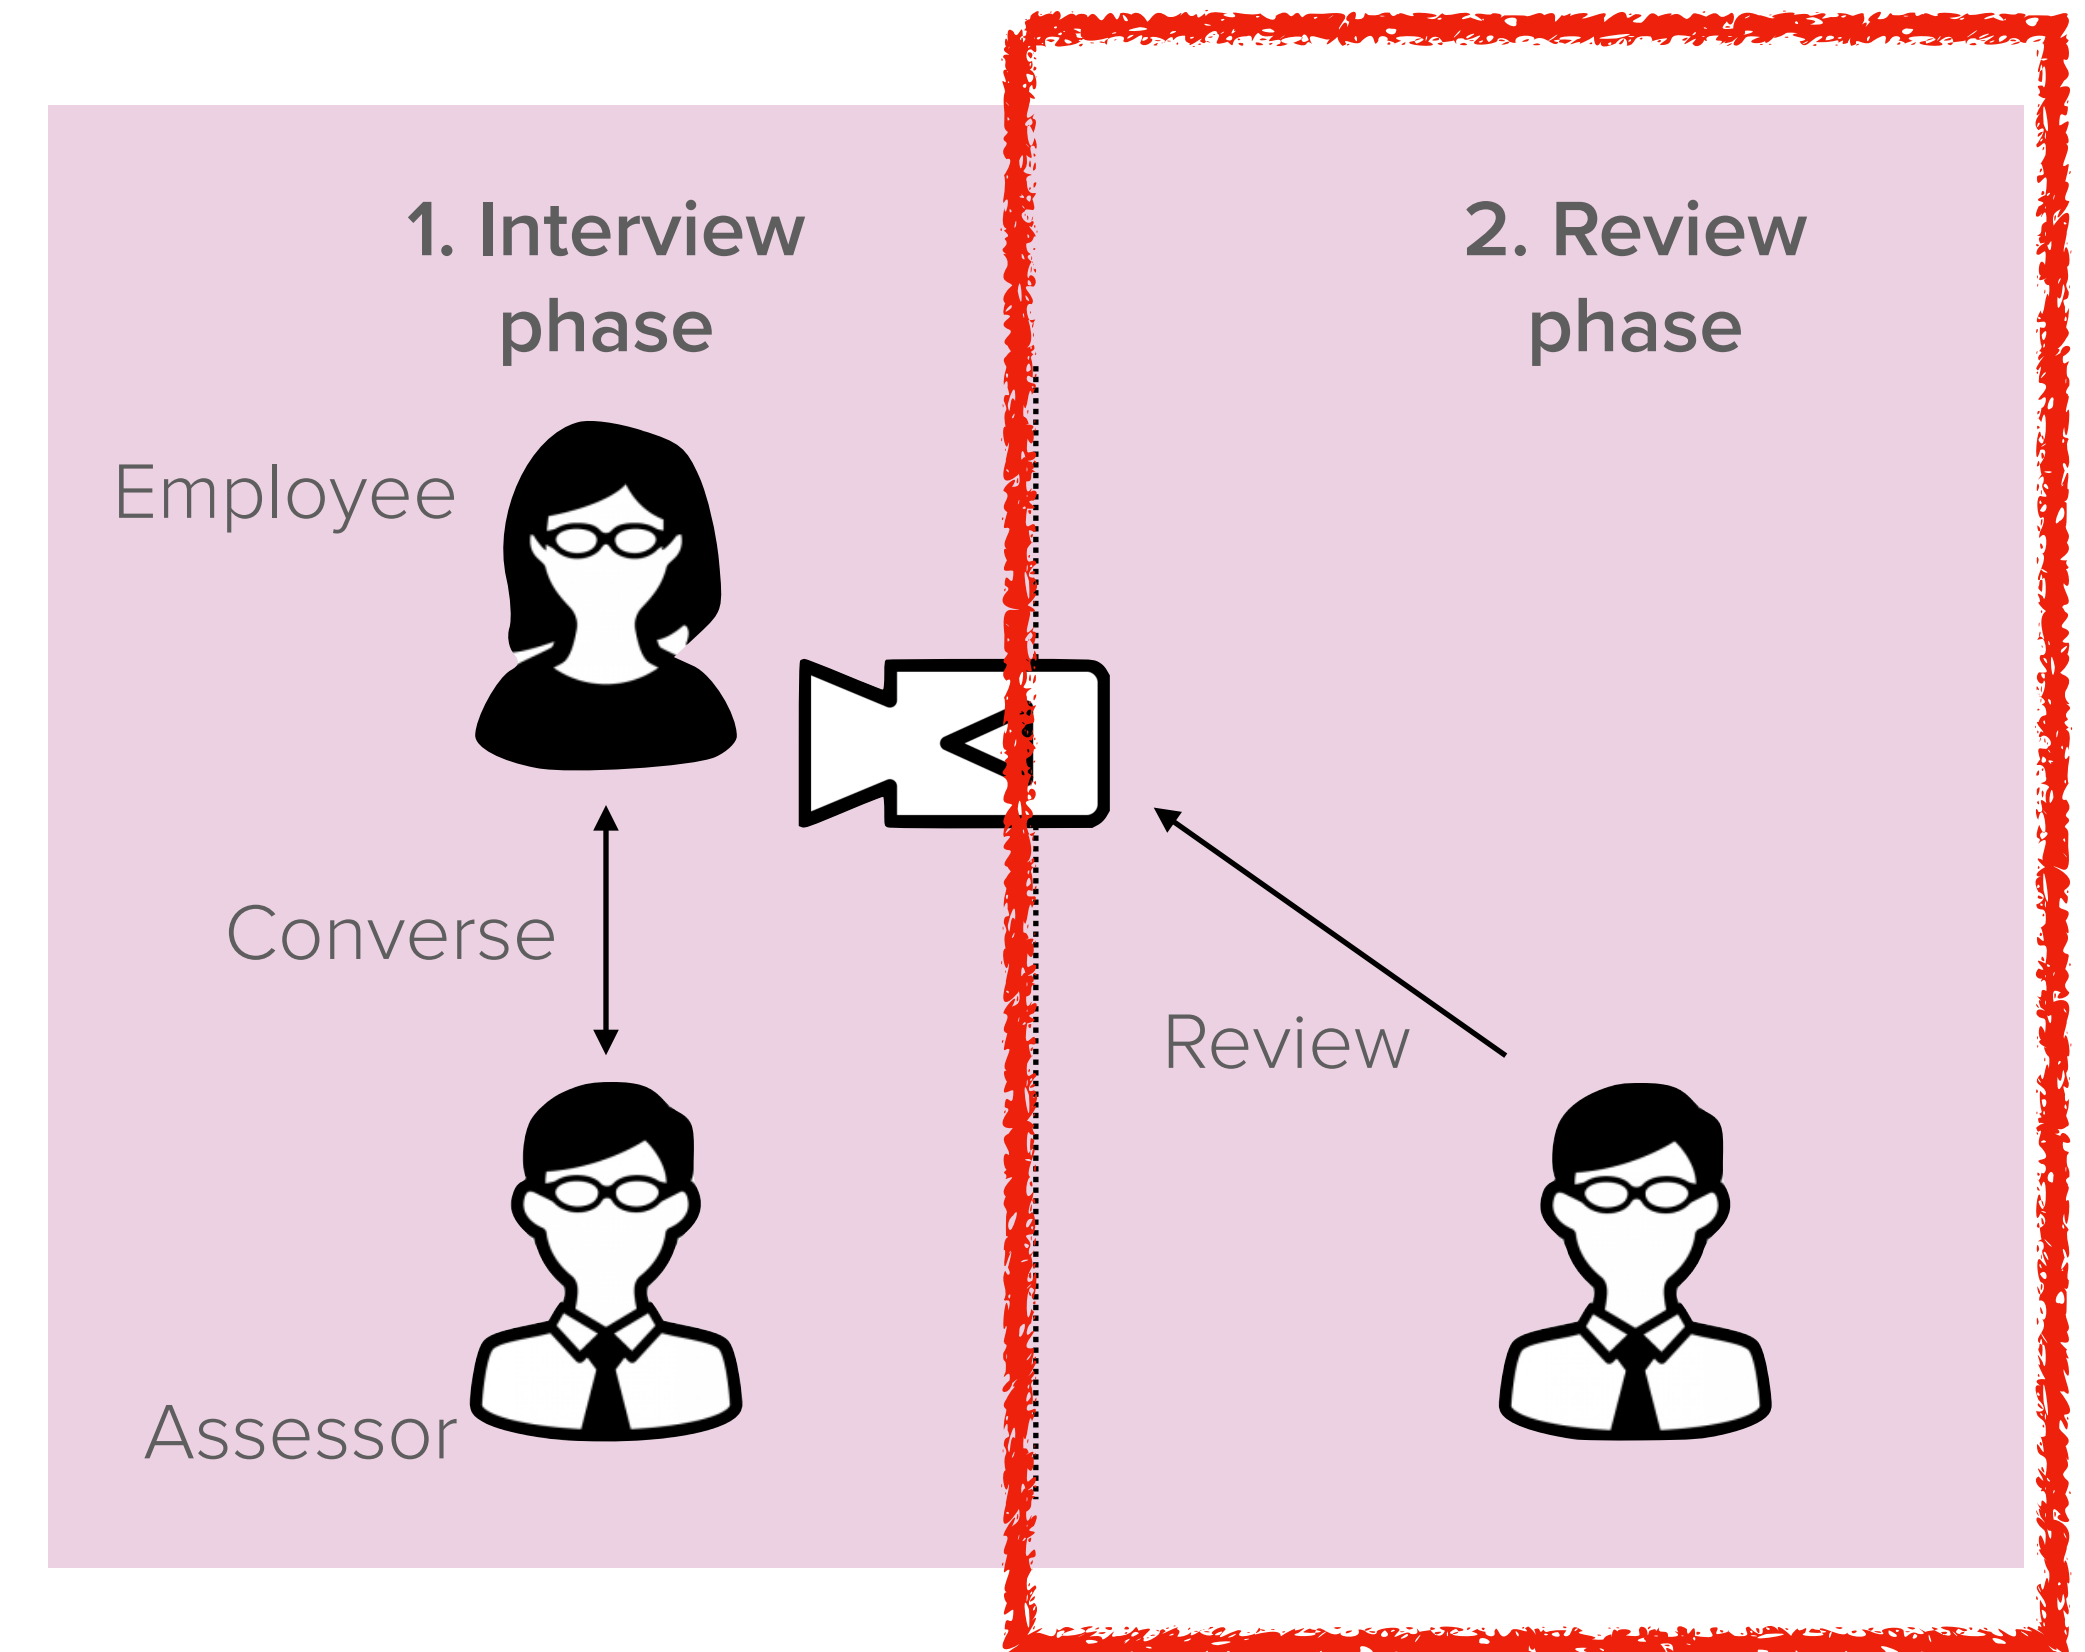 1. Interview
phase
2. Review
phase
Employee
Converse
Review
Assessor